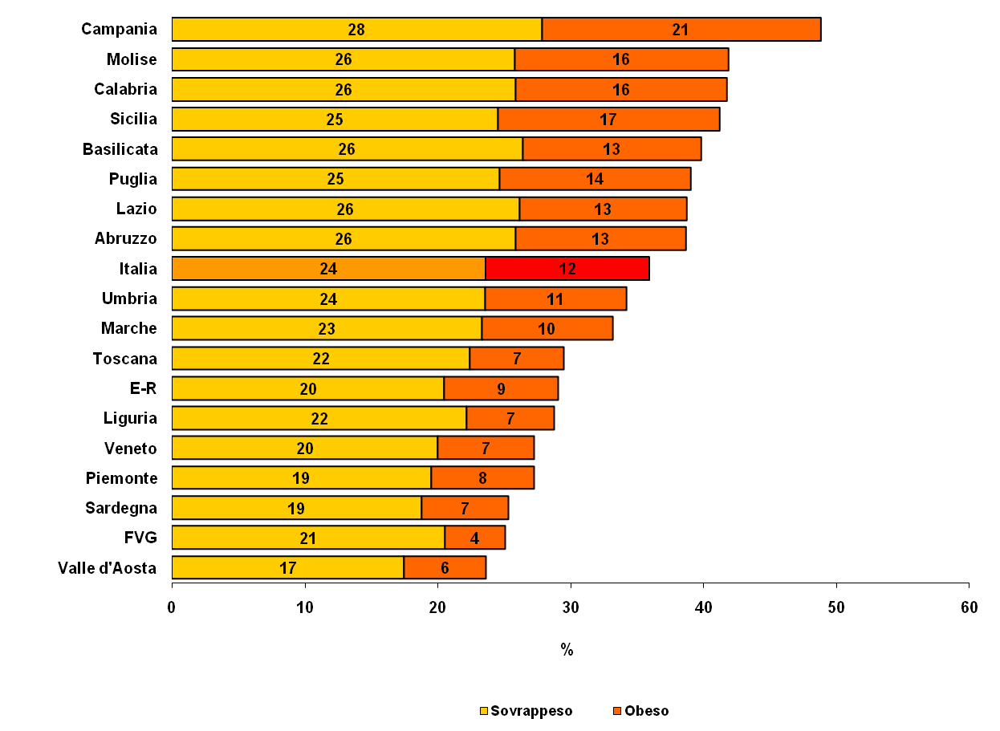 Campania 28 21
Molise 26 16
Calabria 26 16
Sicilia 25 17
Basilicata 26 13
Puglia 25 14
Lazio 26 13
Abruzzo 26 13
Italia 24 12
Umbria 24 11
Marche 23 10
Toscana 22 7
E-R 20 9
Liguria 22 7
Veneto 20 7
Piemonte 19 8
Sardegna 19 7
FVG 21 4
Valle d'Aosta 17 6
0 10 20 30 40 50 60
%
Sovrappeso Obeso